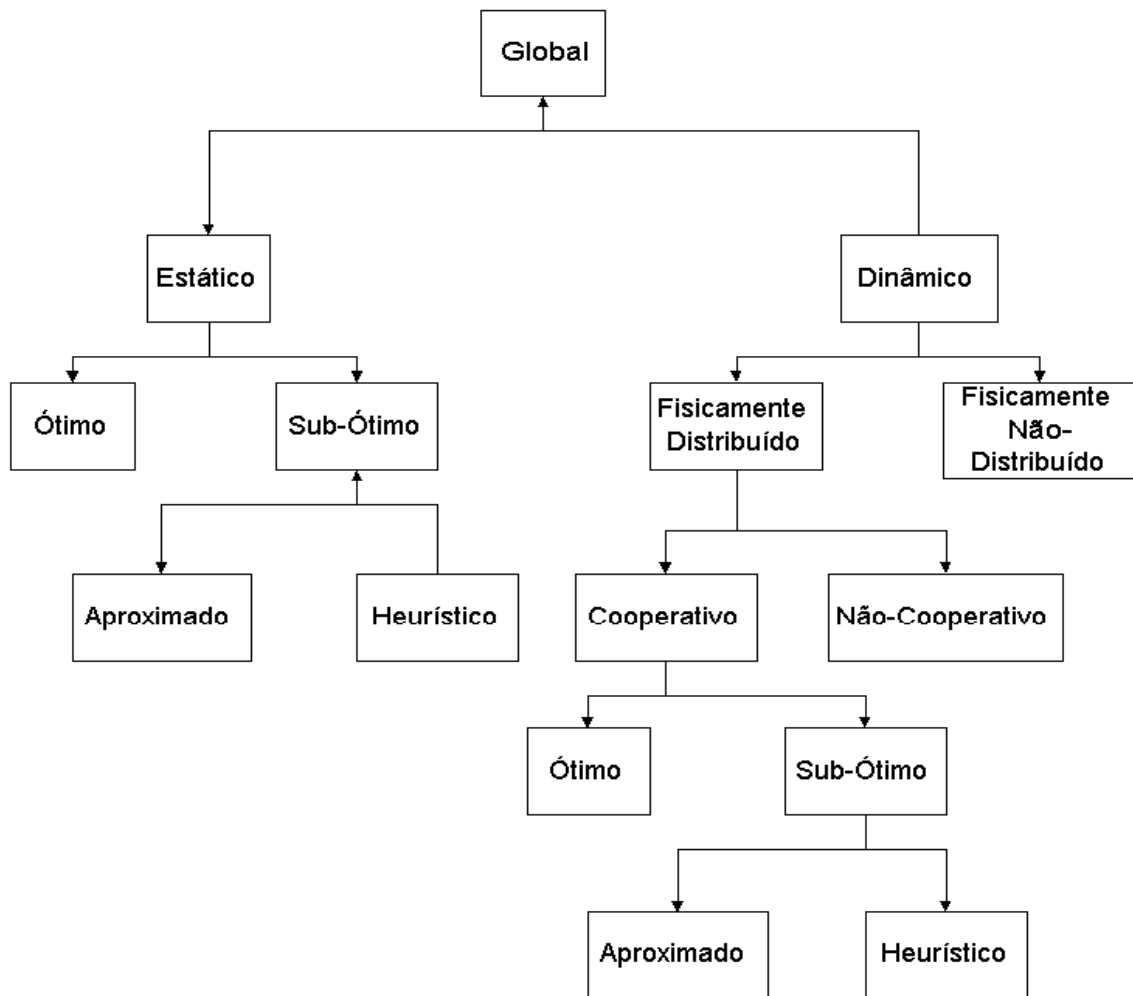 Global
Estático
Dinâmico
Ótimo
Sub-Ótimo
Fisicamente
Distribuído
Fisicamente
Não-
Distribuído
Aproximado
Heurístico
Cooperativo
Não-Cooperativo
Ótimo
Sub-Ótimo
Aproximado
Heurístico